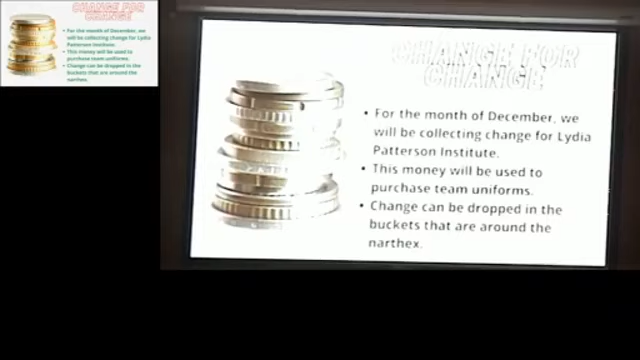 CHANGE FOR
CHANGE
• For the month of December, we
will be collecting change for Lydia
Patterson Institute.
• This money will be used to
purchase team uniforms.
• Change can be dropped in the
buckets that are around the
narthex.
CHANGE FOR
CHANGE
• For the month of December, we
will be collecting change for Lydia
Patterson Institute.
• This money will be used to
purchase team uniforms.
• Change can be dropped in the
buckets that are around the
narthex.